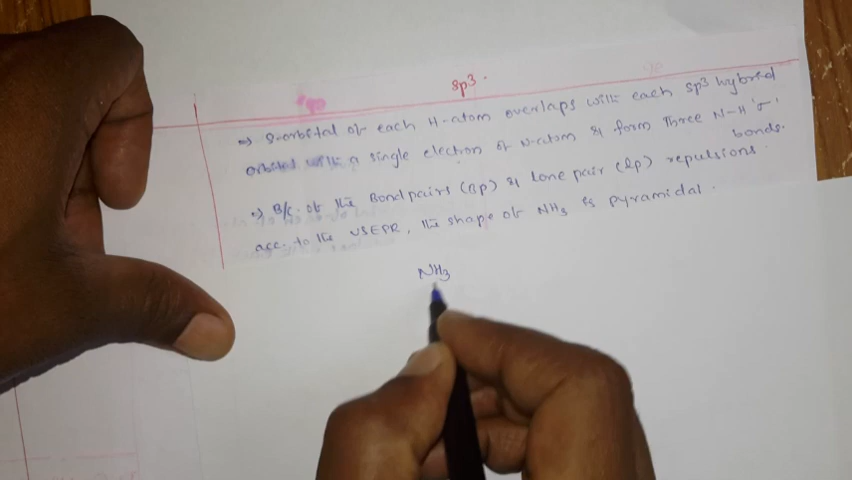 sp3.
=> S-orbital of each H-atom overlaps with each sp3 hybrid
orbital with a single electron of N-atom & form Three N-H 'σ'
bonds.
=> B/c. of the Bond pairs (Bp) & Lone pair (lp) repulsions.
acc. to the VSEPR, the shape of NH3 is pyramidal.
NH3